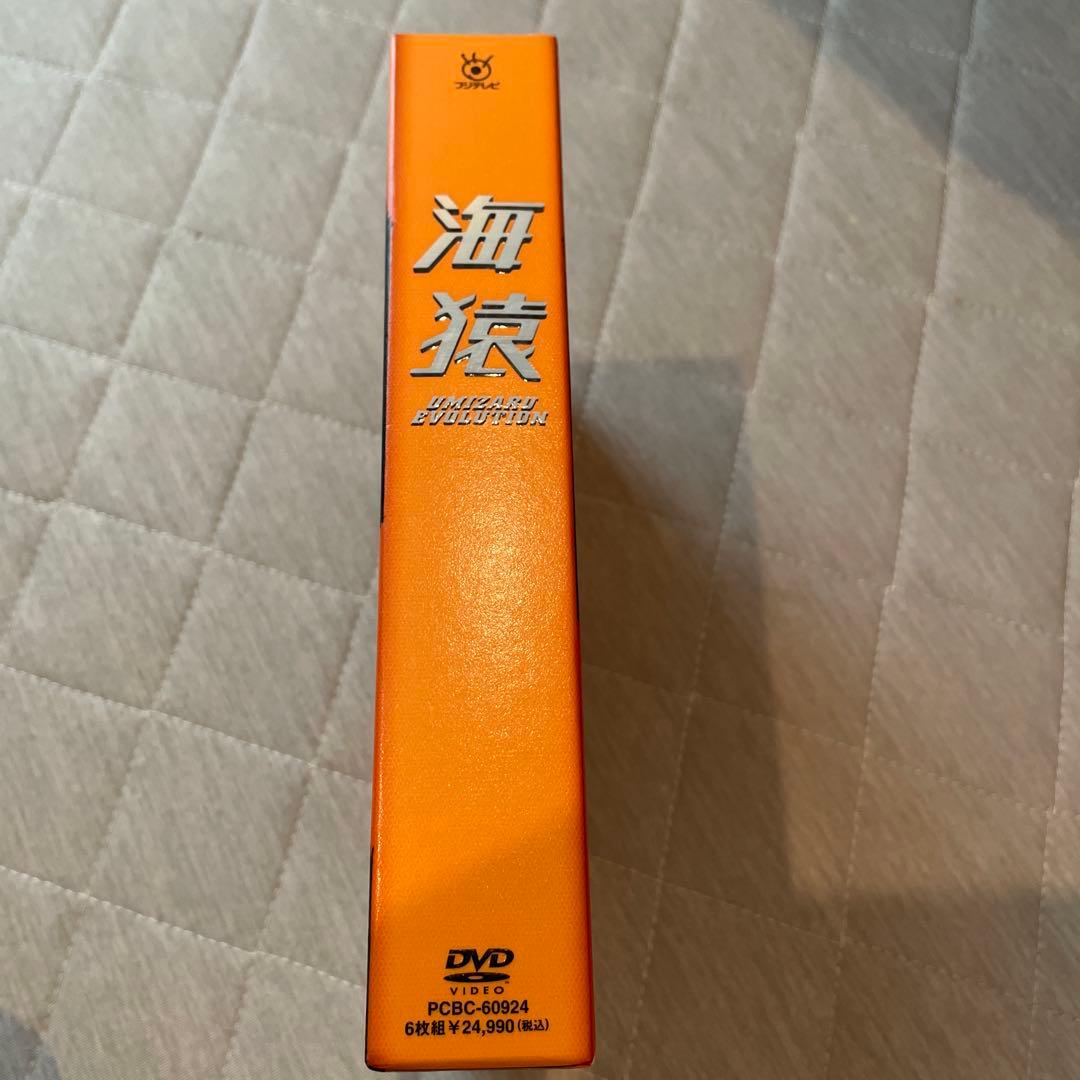 フジテレビ
海
猿
UMIZARU
EVOLUTION
DVD
VIDEO
PCBC-60924
6枚組¥24,990(税込)